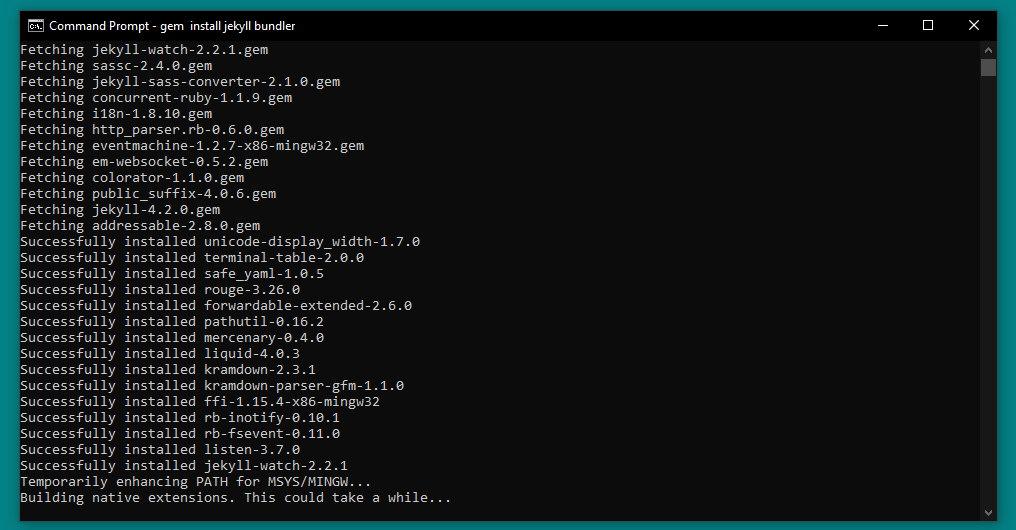 Command Prompt - gem  install jekyll bundler
Fetching jekyll-watch-2.2.1.gem
Fetching sassc-2.4.0.gem
Fetching jekyll-sass-converter-2.1.0.gem
Fetching concurrent-ruby-1.1.9.gem
Fetching i18n-1.8.10.gem
Fetching http_parser.rb-0.6.0.gem
Fetching eventmachine-1.2.7-x86-mingw32.gem
Fetching em-websocket-0.5.2.gem
Fetching colorator-1.1.0.gem
Fetching public_suffix-4.0.6.gem
Fetching jekyll-4.2.0.gem
Fetching addressable-2.8.0.gem
Successfully installed unicode-display_width-1.7.0
Successfully installed terminal-table-2.0.0
Successfully installed safe_yaml-1.0.5
Successfully installed rouge-3.26.0
Successfully installed forwardable-extended-2.6.0
Successfully installed pathutil-0.16.2
Successfully installed mercenary-0.4.0
Successfully installed liquid-4.0.3
Successfully installed kramdown-2.3.1
Successfully installed kramdown-parser-gfm-1.1.0
Successfully installed ffi-1.15.4-x86-mingw32
Successfully installed rb-inotify-0.10.1
Successfully installed rb-fsevent-0.11.0
Successfully installed listen-3.7.0
Successfully installed jekyll-watch-2.2.1
Temporarily enhancing PATH for MSYS/MINGW...
Building native extensions. This could take a while...